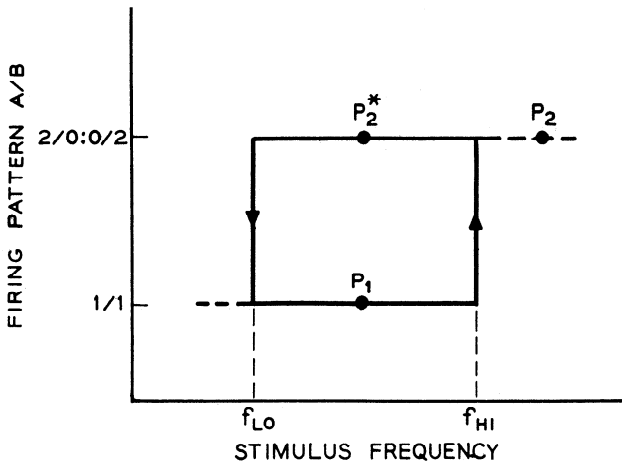 FIRING PATTERN A/B
P₂*
P₂
2/0:0/2
P₁
1/1
fLO
fHI
STIMULUS FREQUENCY